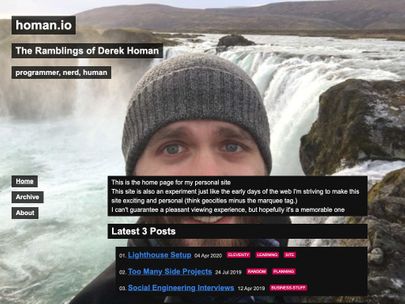 homan.io
The Ramblings of Derek Homan
programmer, nerd, human
Home
Archive
About
This is the home page for my personal site
This site is also an experiment just like the early days of the web I'm striving to make this
site exciting and personal (think geocities minus the marquee tag.)
I can't guarantee a pleasant viewing experience, but hopefully it's a memorable one
Latest 3 Posts
01. Lighthouse Setup 04 Apr 2020 ELEVENTY LEARNING SITE
02. Too Many Side Projects 24 Jul 2019 RANDOM PLANNING
03. Social Engineering Interviews 12 Apr 2019 BUSINESS-STUFF